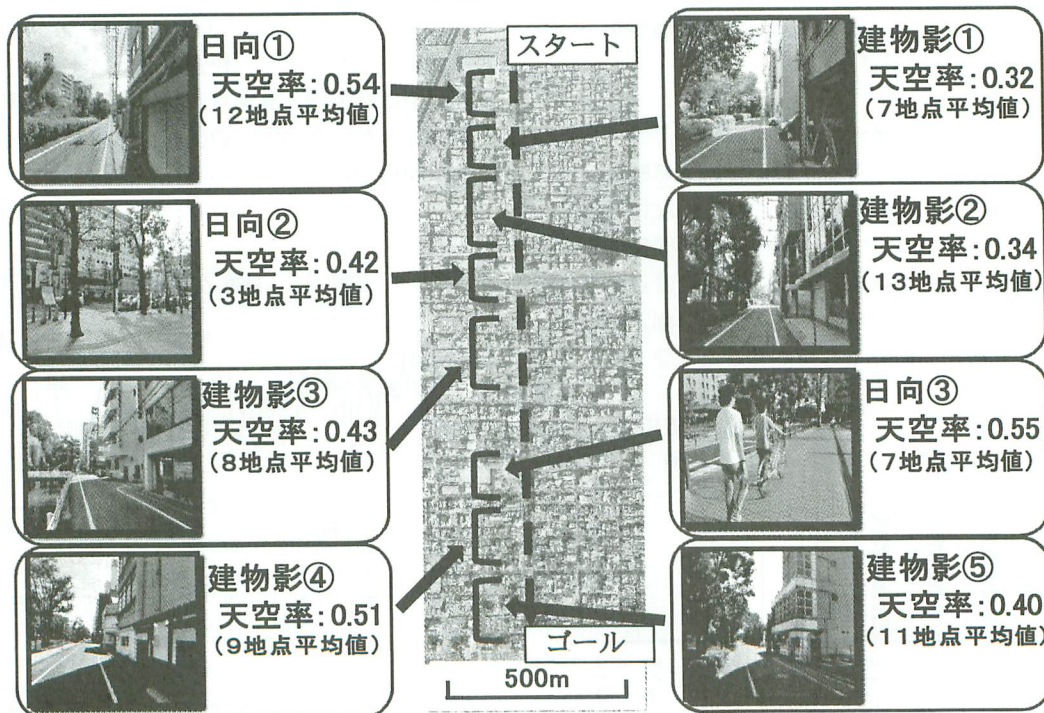 スタート
日向①
天空率:0.54
(12地点平均値)
建物影①
天空率:0.32
(7地点平均値)
日向②
天空率:0.42
(3地点平均値)
建物影②
天空率:0.34
(13地点平均値)
建物影③
天空率:0.43
(8地点平均値)
日向③
天空率:0.55
(7地点平均値)
建物影④
天空率:0.51
(9地点平均値)
建物影⑤
天空率:0.40
(11地点平均値)
ゴール
500m